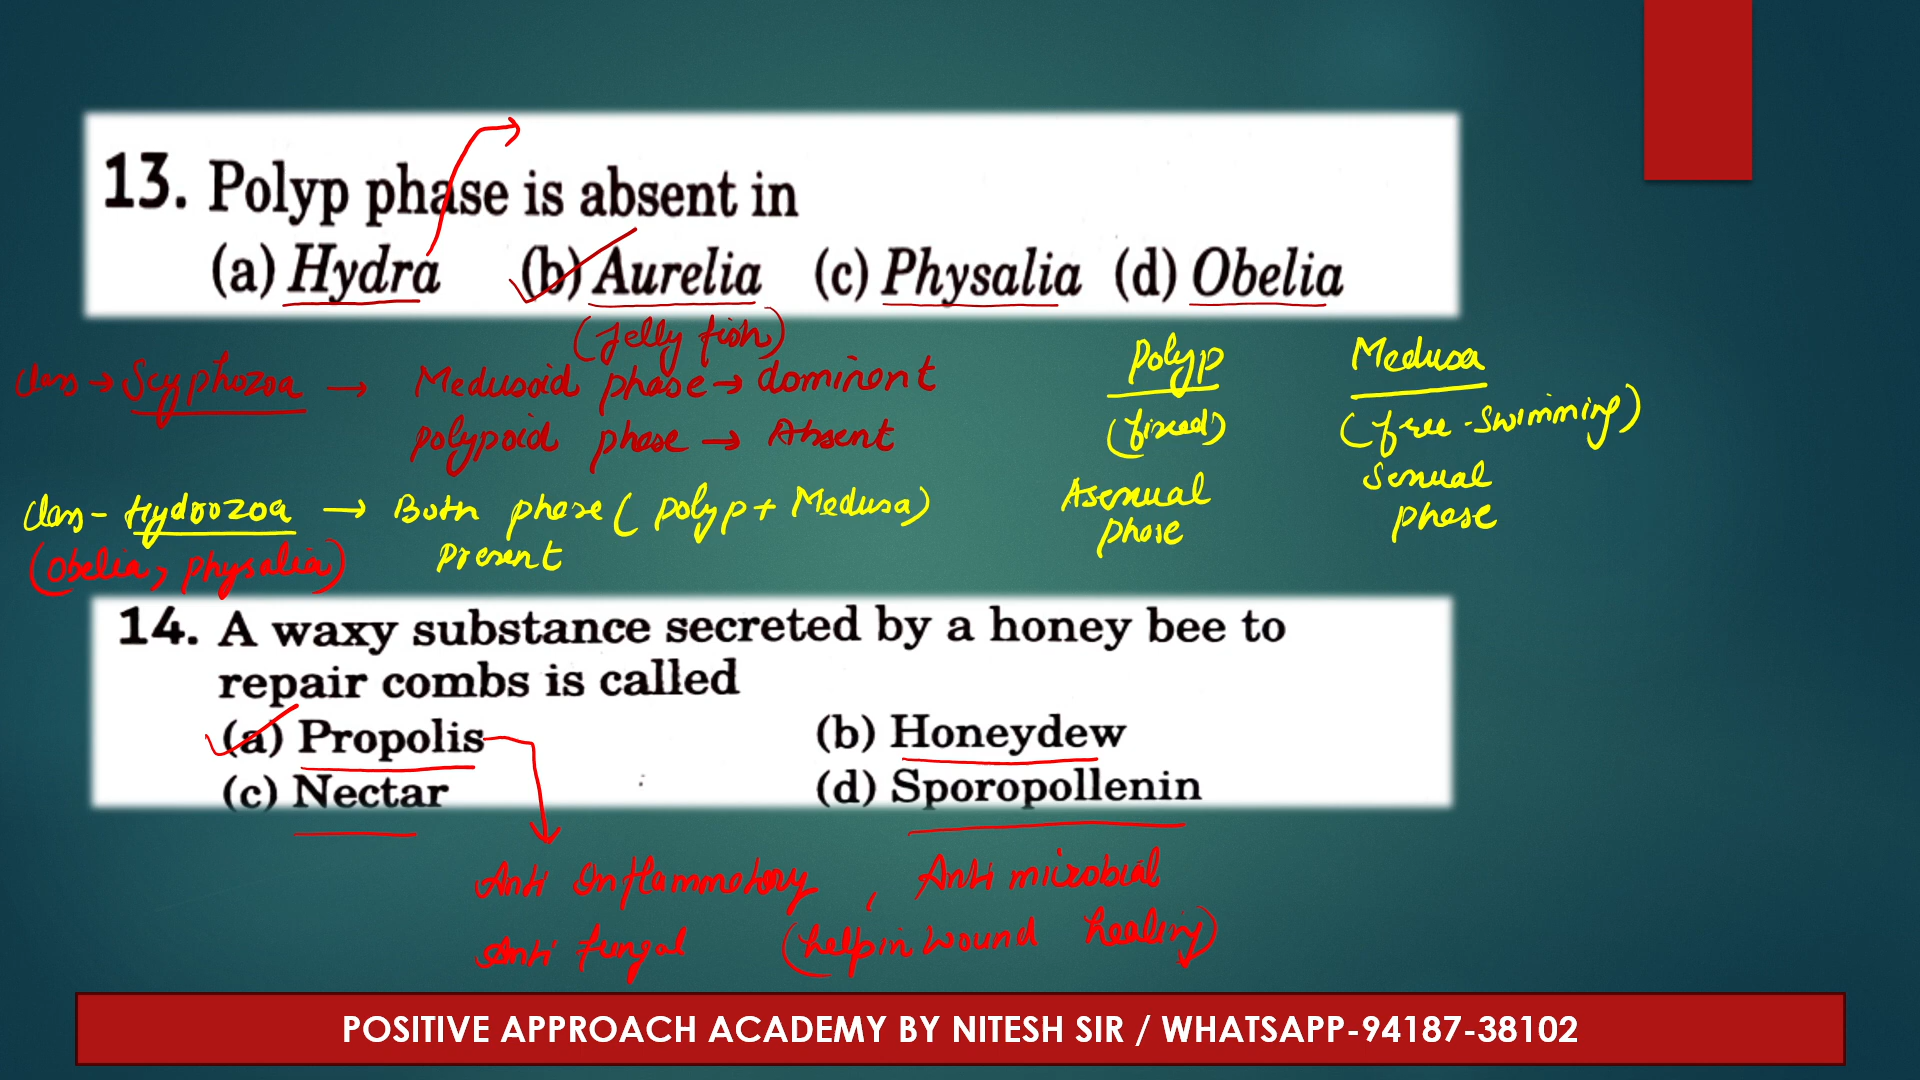 13. Polyp phase is absent in
(a) Hydra (b) Aurelia (c) Physalia (d) Obelia
(Jelly fish)
Class → Scyphozoa → Medusoid phase → dominent
polypoid phase → Absent
Polyp Medusa
(fixed) (free-swimming)
Asexual phase Sexual phase
Class - Hydrozoa → Both phase (polyp + Medusa) present
(Obelia, physalia)
14. A waxy substance secreted by a honey bee to
repair combs is called
(a) Propolis (b) Honeydew
(c) Nectar (d) Sporopollenin
Anti Inflammetory, Anti microbial
Anti fungal (help in wound healing)
POSITIVE APPROACH ACADEMY BY NITESH SIR / WHATSAPP-94187-38102